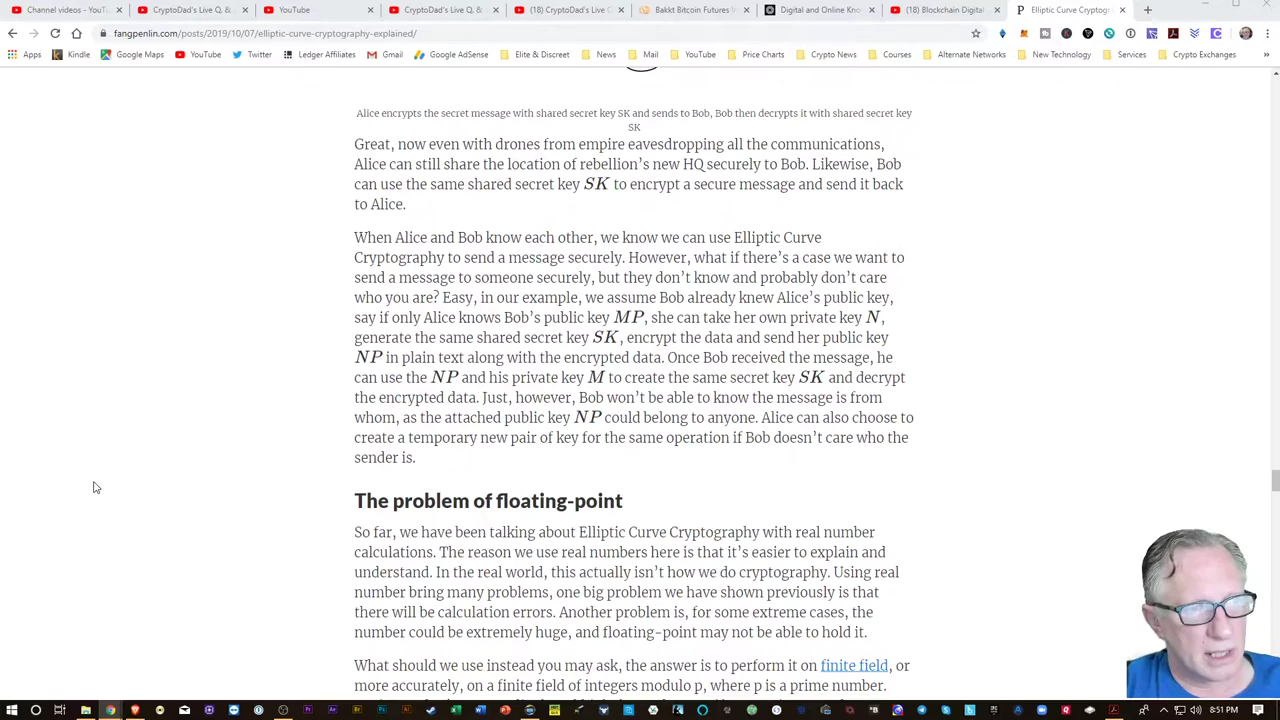 Channel videos - YouT
CryptoDad's Live Q. &
YouTube
CryptoDad's Live Q. &
(18) CryptoDad's Live
Bakkt Bitcoin Futures
Digital and Online
(18) Blockchain Digital
Elliptic Curve Cryptogr
fangpenlin.com/posts/2019/10/07/elliptic-curve-cryptography-explained/
Apps Kindle Google Maps YouTube Twitter Ledger Affiliates Gmail Google AdSense Elite & Discreet News Mail YouTube Price Charts Crypto News Courses Alternate Networks New Technology Services Crypto Exchanges
Alice encrypts the secret message with shared secret key SK and sends to Bob, Bob then decrypts it with shared secret key
SK
Great, now even with drones from empire eavesdropping all the communications,
Alice can still share the location of rebellion's new HQ securely to Bob. Likewise, Bob
can use the same shared secret key SK to encrypt a secure message and send it back
to Alice.
When Alice and Bob know each other, we know we can use Elliptic Curve
Cryptography to send a message securely. However, what if there's a case we want to
send a message to someone securely, but they don't know and probably don't care
who you are? Easy, in our example, we assume Bob already knew Alice's public key,
say if only Alice knows Bob's public key MP, she can take her own private key N,
generate the same shared secret key SK, encrypt the data and send her public key
NP in plain text along with the encrypted data. Once Bob received the message, he
can use the NP and his private key M to create the same secret key SK and decrypt
the encrypted data. Just, however, Bob won't be able to know the message is from
whom, as the attached public key NP could belong to anyone. Alice can also choose to
create a temporary new pair of key for the same operation if Bob doesn't care who the
sender is.
The problem of floating-point
So far, we have been talking about Elliptic Curve Cryptography with real number
calculations. The reason we use real numbers here is that it's easier to explain and
understand. In the real world, this actually isn't how we do cryptography. Using real
number bring many problems, one big problem we have shown previously is that
there will be calculation errors. Another problem is, for some extreme cases, the
number could be extremely huge, and floating-point may not be able to hold it.
What should we use instead you may ask, the answer is to perform it on finite field, or
more accurately, on a finite field of integers modulo p, where p is a prime number.
8:51 PM